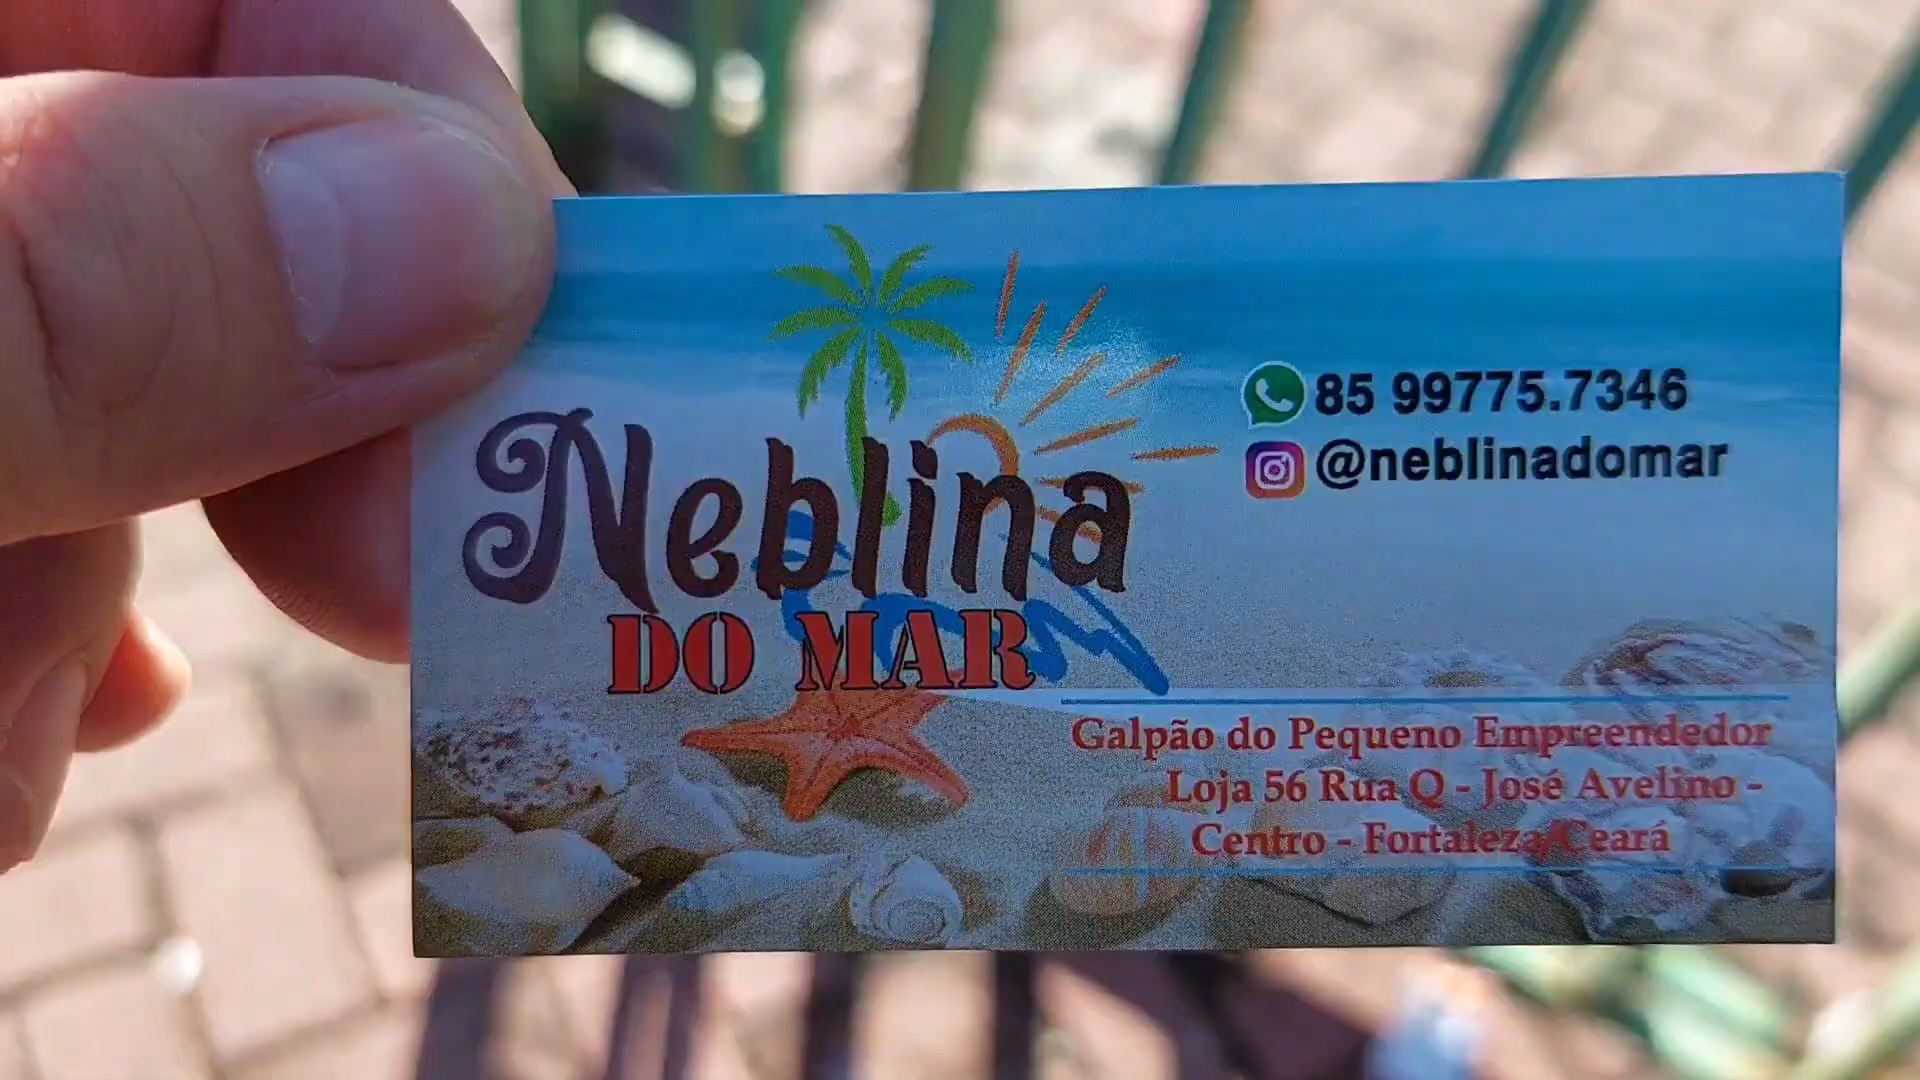 Neblina
DO MAR
85 99775.7346
@neblinadomar
Galpão do Pequeno Empreendedor
Loja 56 Rua Q - José Avelino -
Centro - Fortaleza/Ceará